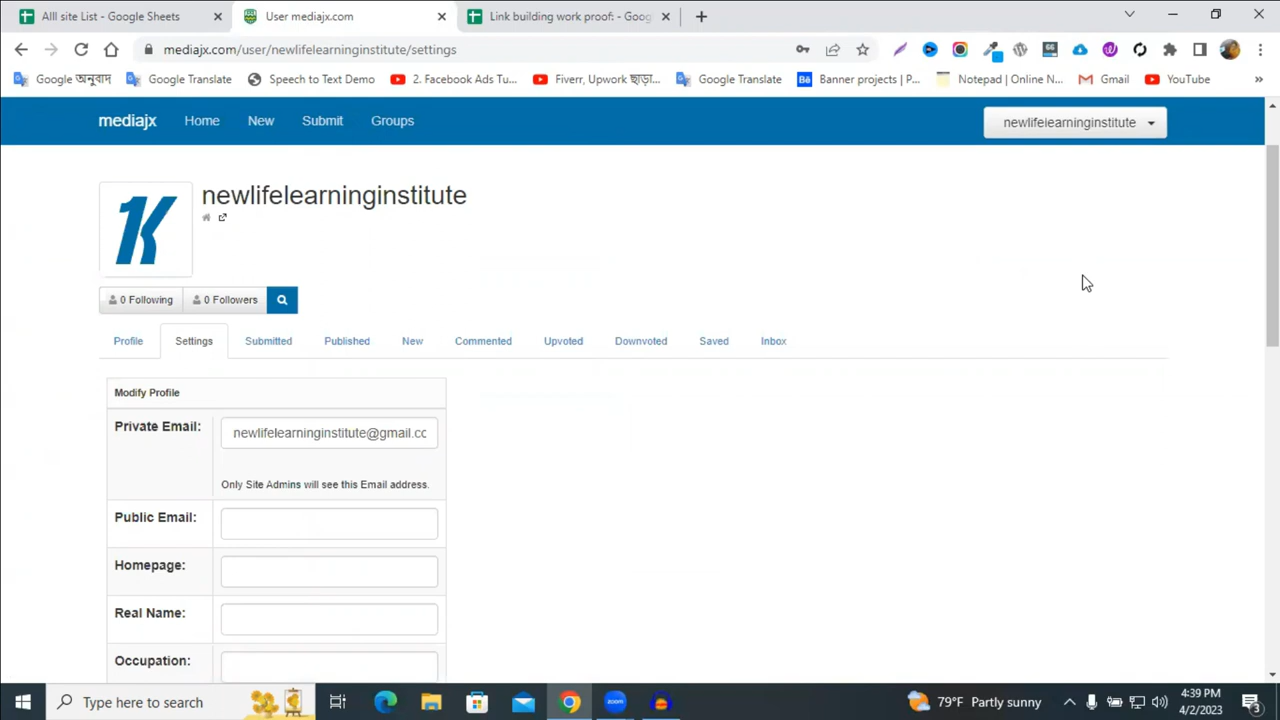 Alll site List - Google Sheets
User mediajx.com
Link building work proof: - Goog
mediajx.com/user/newlifelearninginstitute/settings
66
Google অনুবাদ
Google Translate
Speech to Text Demo
2. Facebook Ads Tu...
Fiverr, Upwork ছাড়া...
Google Translate
Bē Banner projects | P...
Notepad | Online N...
Gmail
YouTube
»
mediajx
Home
New
Submit
Groups
newlifelearninginstitute
1K
newlifelearninginstitute
0 Following
0 Followers
Profile
Settings
Submitted
Published
New
Commented
Upvoted
Downvoted
Saved
Inbox
Modify Profile
Private Email:
newlifelearninginstitute@gmail.cc
Only Site Admins will see this Email address.
Public Email:
Homepage:
Real Name:
Occupation:
Type here to search
zoom
79°F Partly sunny
4:39 PM
4/2/2023
3